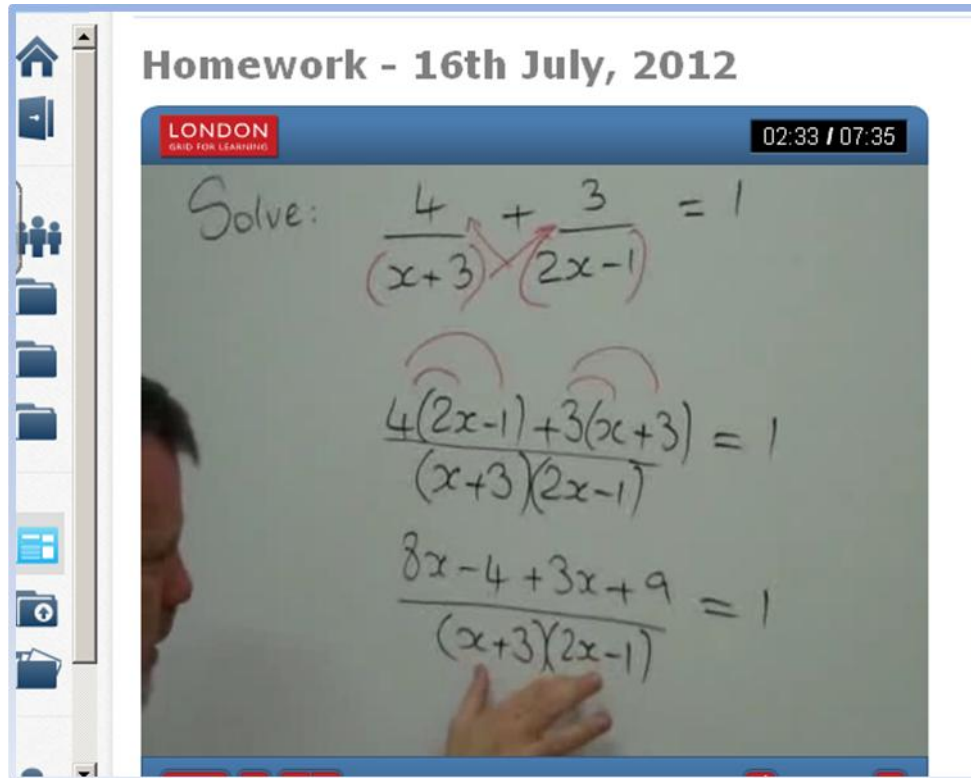 Homework - 16th July, 2012
LONDON
GRID FOR LEARNING
02:33 / 07:35
Solve: 4/(x+3) + 3/(2x-1) = 1
4(2x-1)+3(x+3)/(x+3)(2x-1) = 1
8x-4+3x+9/(x+3)(2x-1) = 1